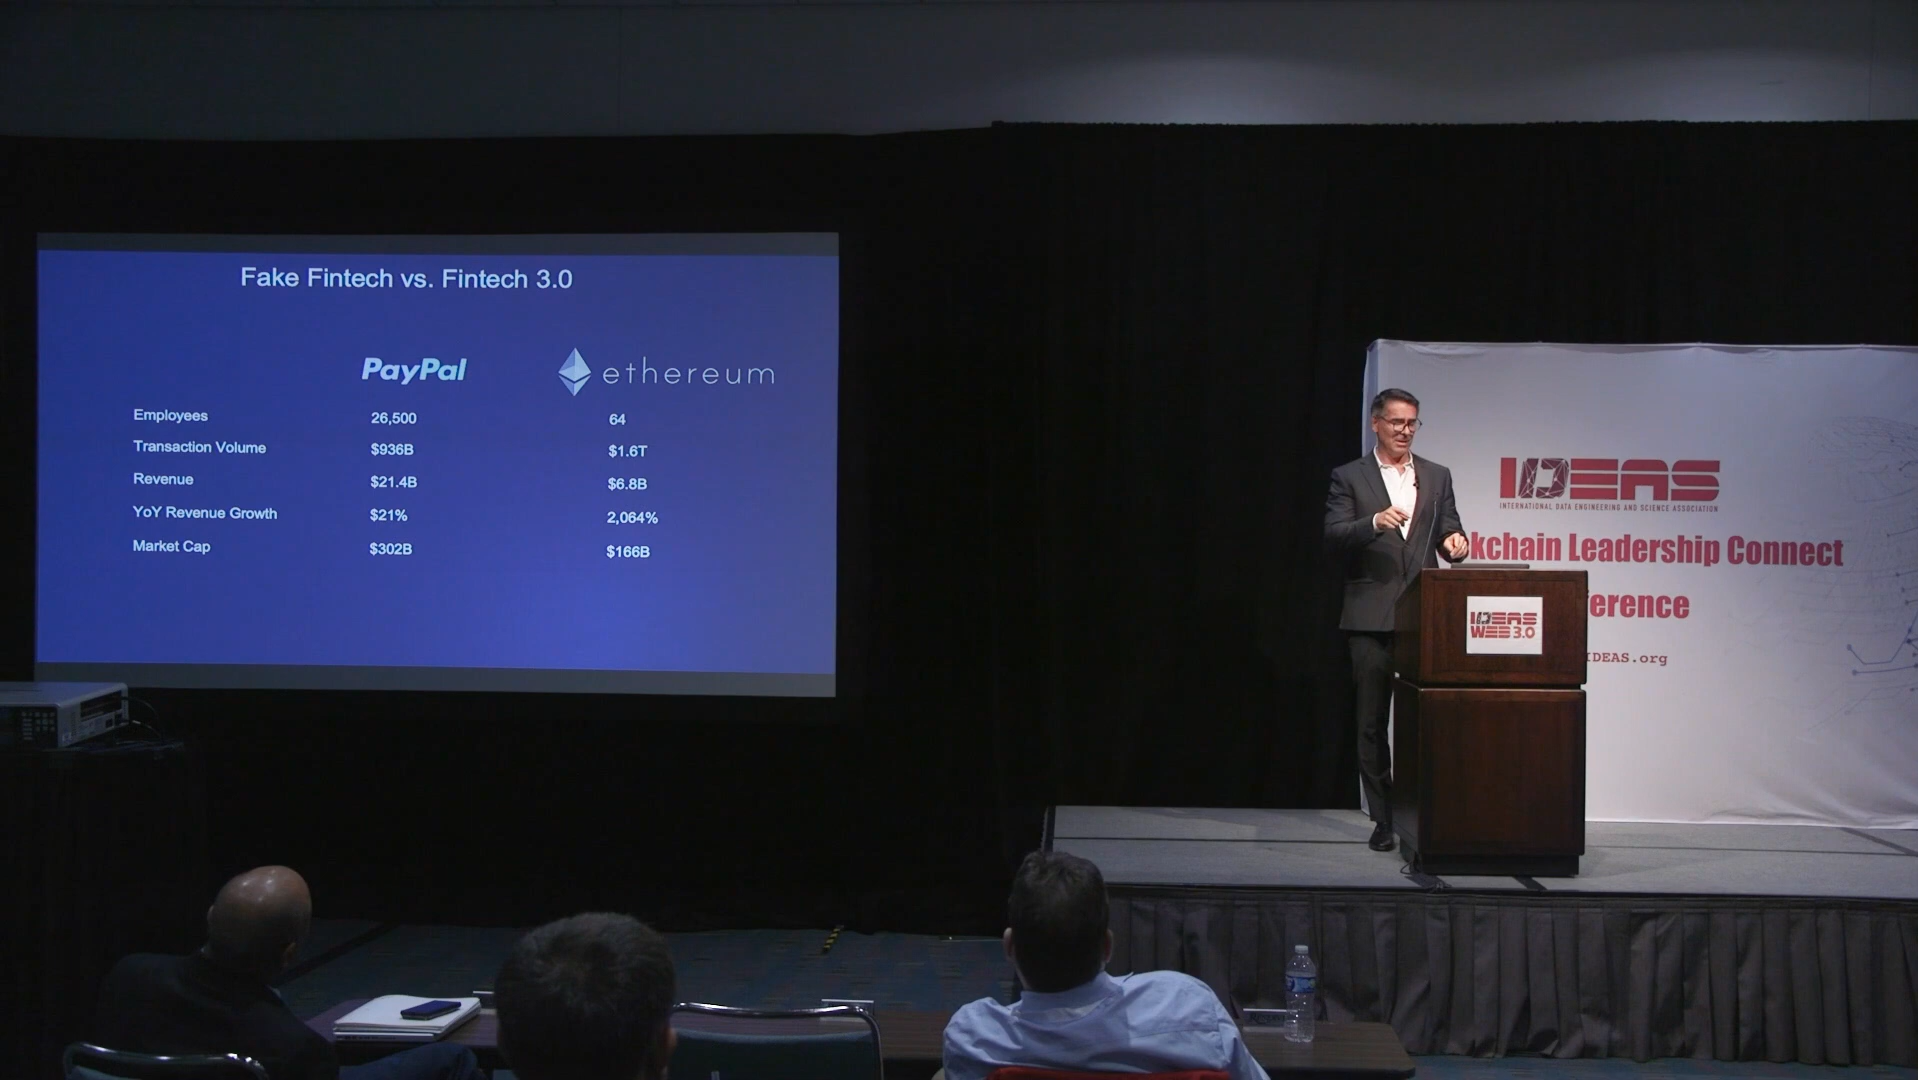 Fake Fintech vs. Fintech 3.0
PayPal ethereum
Employees 26,500 64
Transaction Volume $936B $1.6T
Revenue $21.4B $6.8B
YoY Revenue Growth $21% 2,064%
Market Cap $302B $166B
IDEAS
INTERNATIONAL DATA ENGINEERING AND SCIENCE ASSOCIATION
kchain Leadership Connect
erence
IDEAS.org
IDEAS
WEB 3.0